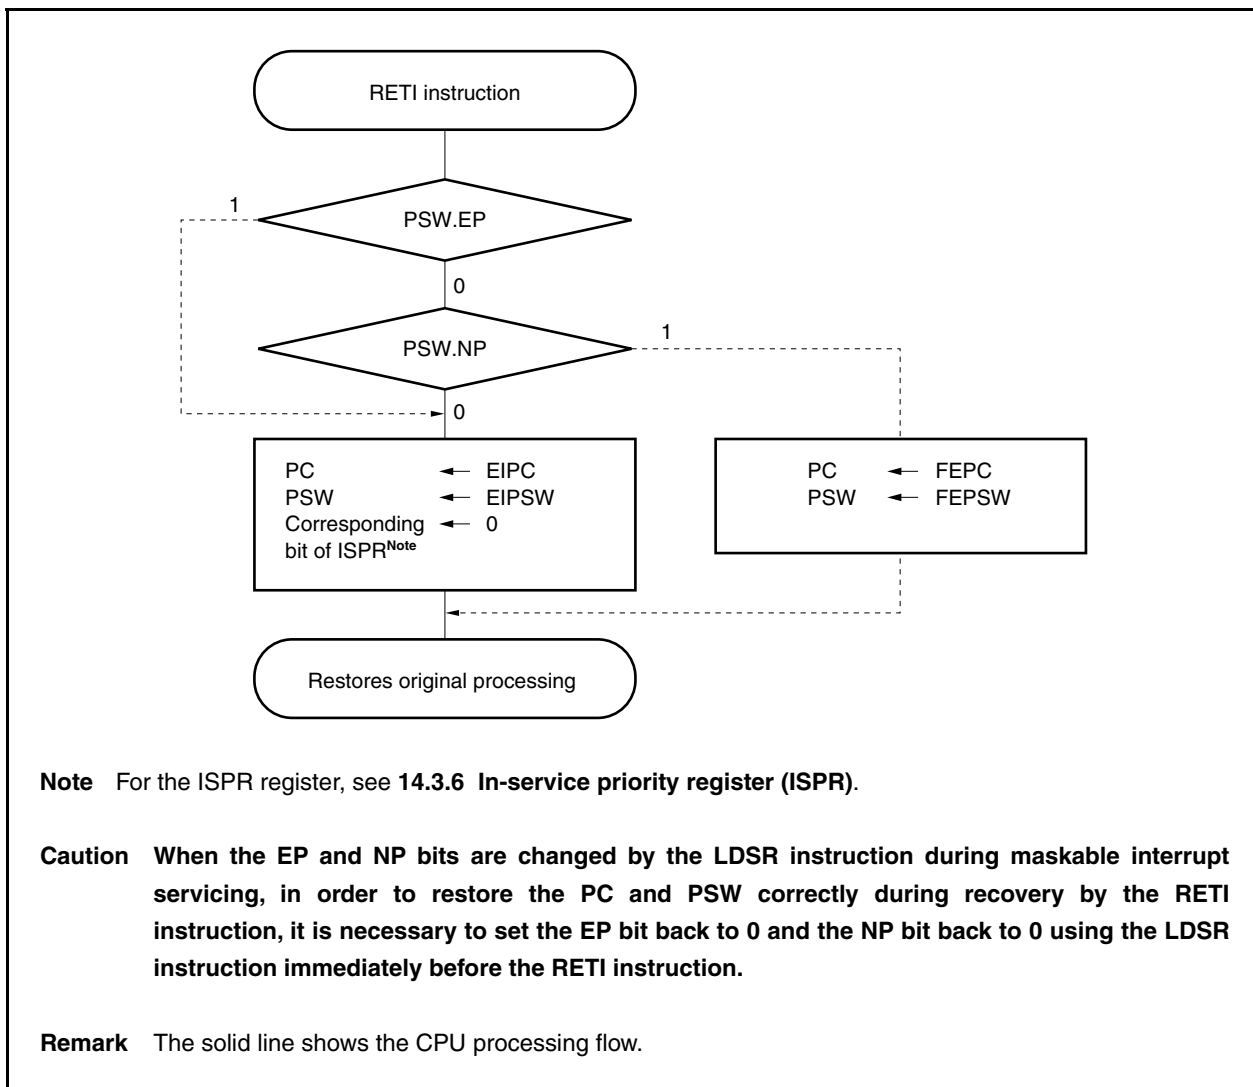 RETI instruction
1
PSW.EP
0
1
PSW.NP
0
PC ← EIPC
PSW ← EIPSW
Corresponding ← 0
bit of ISPRNote
PC ← FEPC
PSW ← FEPSW
Restores original processing
Note For the ISPR register, see 14.3.6 In-service priority register (ISPR).
Caution When the EP and NP bits are changed by the LDSR instruction during maskable interrupt
servicing, in order to restore the PC and PSW correctly during recovery by the RETI
instruction, it is necessary to set the EP bit back to 0 and the NP bit back to 0 using the LDSR
instruction immediately before the RETI instruction.
Remark The solid line shows the CPU processing flow.